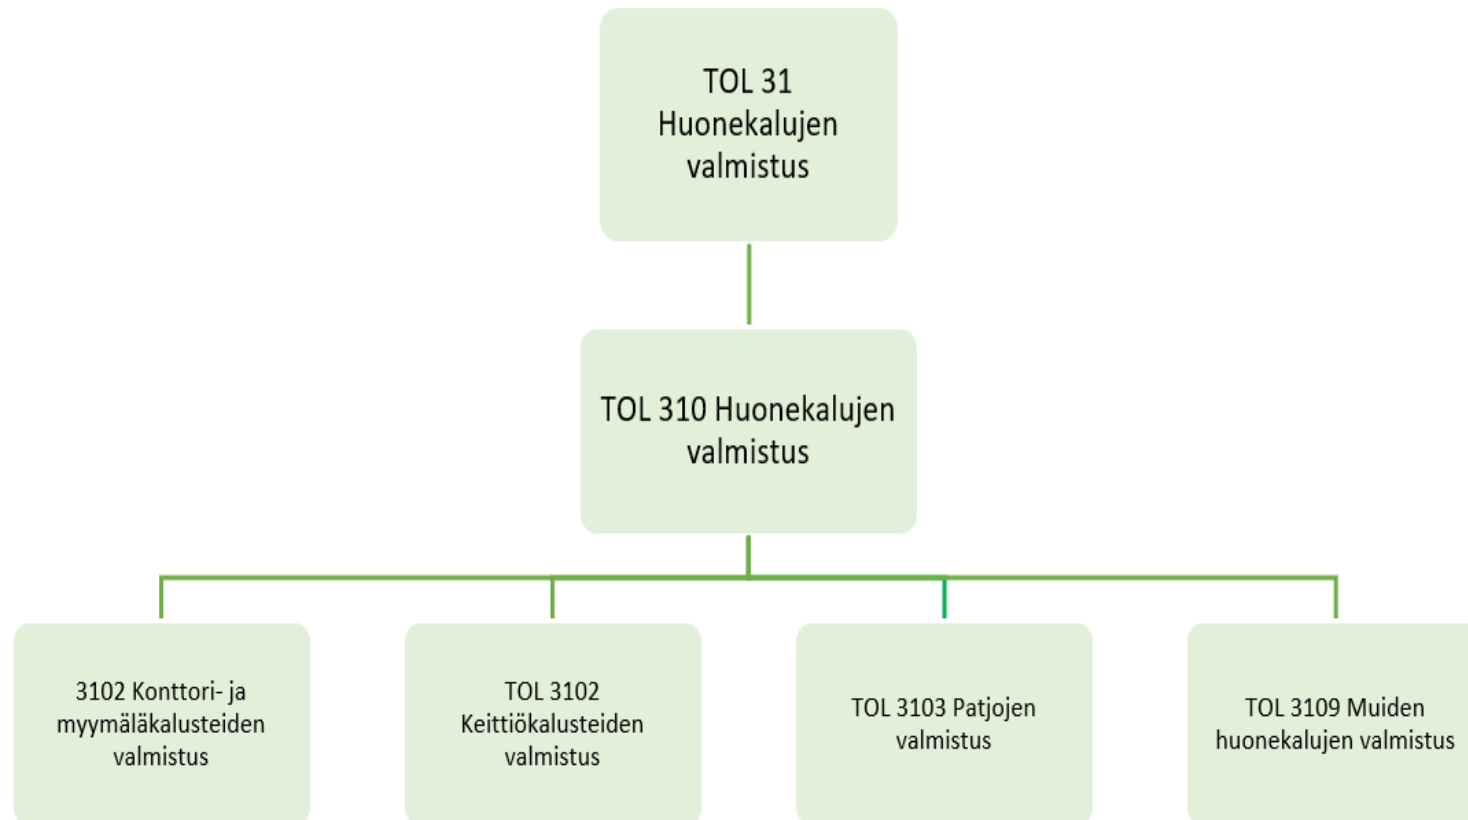 TOL 31
Huonekalujen
valmistus
TOL 310 Huonekalujen
valmistus
3102 Konttori- ja
myymäläkalusteiden
valmistus
TOL 3102
Keittiökalusteiden
valmistus
TOL 3103 Patjojen
valmistus
TOL 3109 Muiden
huonekalujen valmistus